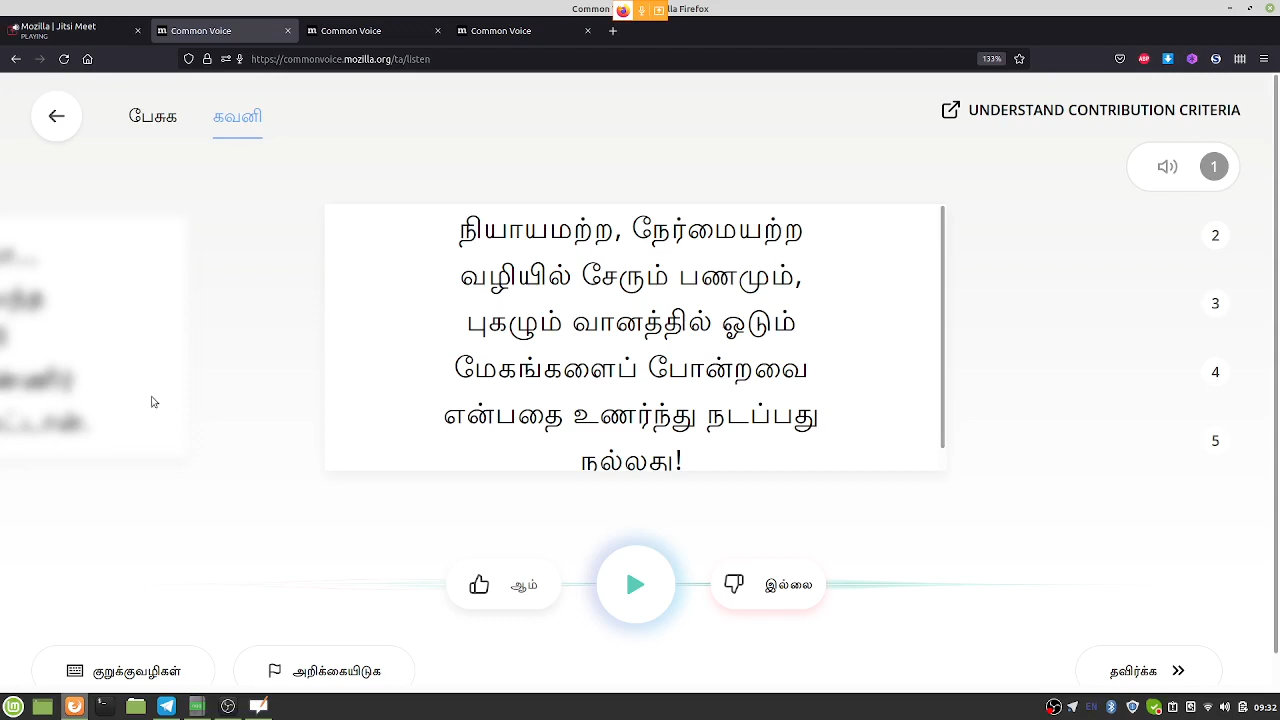 Mozilla | Jitsi Meet
PLAYING
Common Voice
Common Voice
Common Voice
Common
lla Firefox
https://commonvoice.mozilla.org/ta/listen
133%
பேசுக
கவனி
UNDERSTAND CONTRIBUTION CRITERIA
1
2
3
4
5
நியாயமற்ற, நேர்மையற்ற
வழியில் சேரும் பணமும்,
புகழும் வானத்தில் ஓடும்
மேகங்களைப் போன்றவை
என்பதை உணர்ந்து நடப்பது
நல்லது!
ஆம்
இல்லை
குறுக்குவழிகள்
அறிக்கையிடுக
தவிர்க்க
EN
09:32